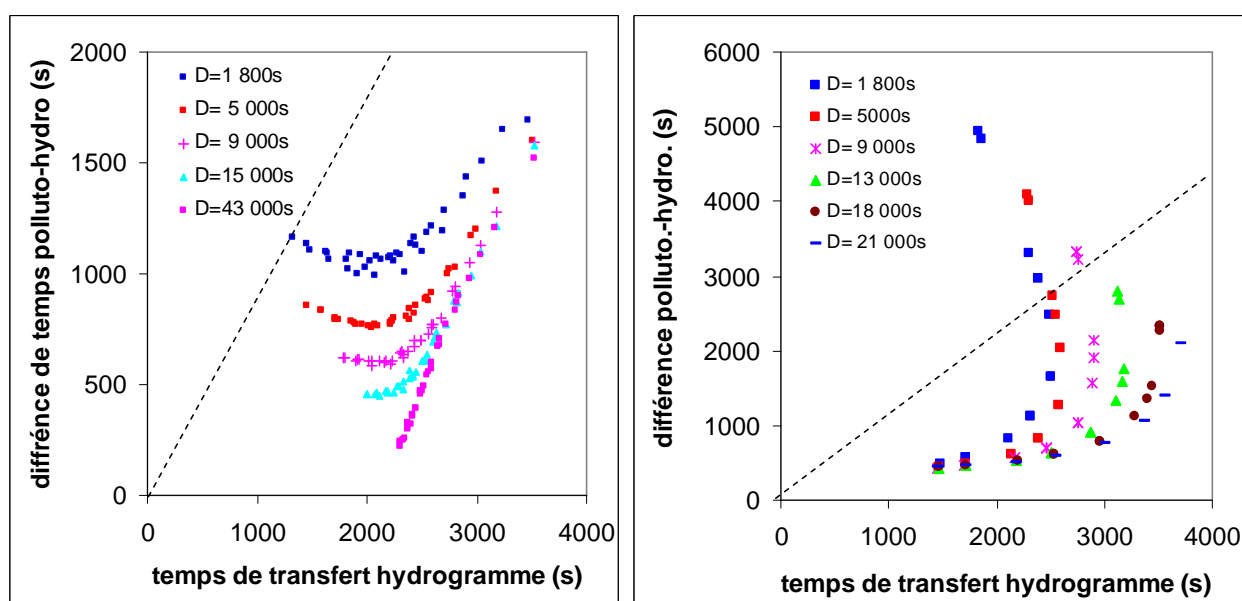 diffrénce de temps polluto-hydro (s)
2000
1500
1000
500
0
D=1 800s
D= 5 000s
D= 9 000s
D=15 000s
D=43 000s
0 1000 2000 3000 4000
temps de transfert hydrogramme (s)
différence polluto.-hydro. (s)
6000
5000
4000
3000
2000
1000
0
D= 1 800s
D= 5000s
D= 9 000s
D=13 000s
D=18 000s
D= 21 000s
0 1000 2000 3000 4000
temps de transfert hydrogramme (s)